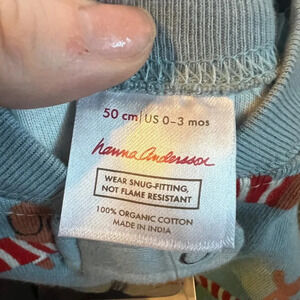 50 cm | US 0-3 mos
hanna andersson
WEAR SNUG-FITTING,
NOT FLAME RESISTANT
100% ORGANIC COTTON
MADE IN INDIA